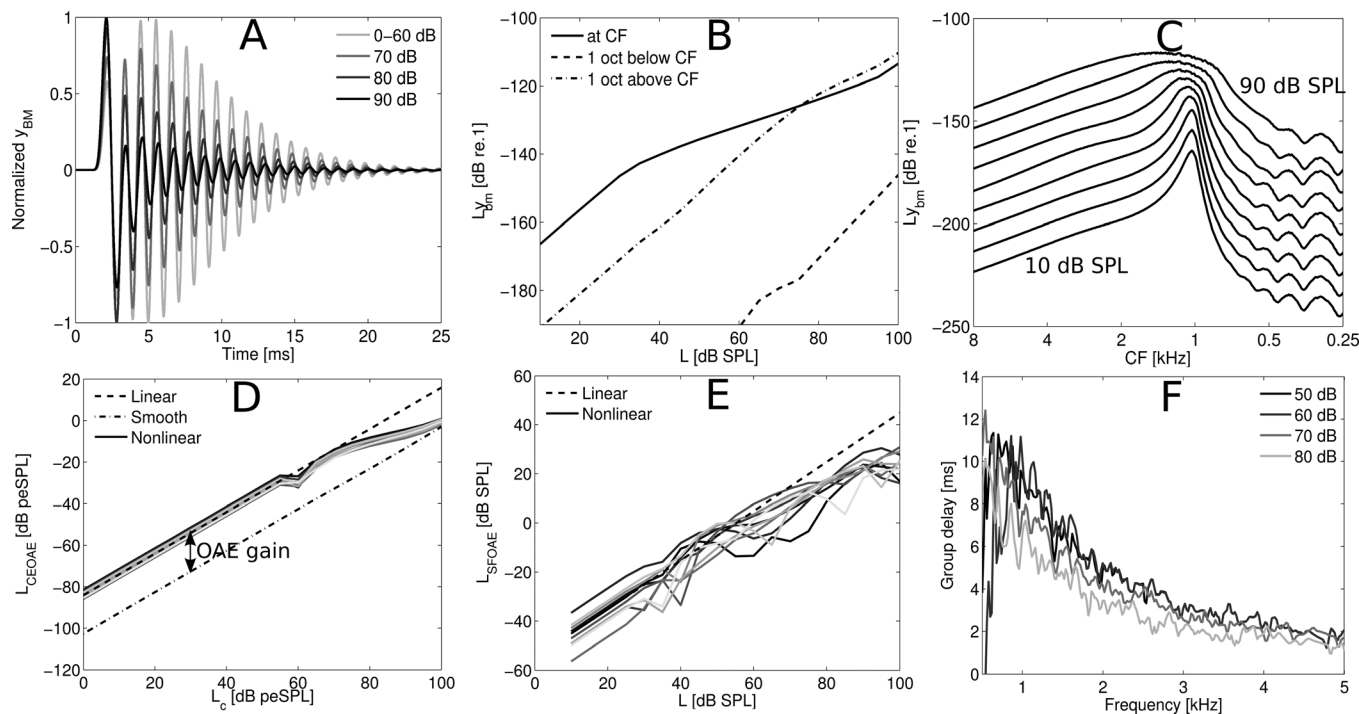 A
Normalized y_BM
1
0.5
0
−0.5
−1
0−60 dB
70 dB
80 dB
90 dB
0
5
10
15
20
25
Time [ms]
B
Ly_bm [dB re.1]
−100
−120
−140
−160
−180
at CF
1 oct below CF
1 oct above CF
20
40
60
80
100
L [dB SPL]
C
Ly_bm [dB re.1]
−100
−150
−200
−250
90 dB SPL
10 dB SPL
8
4
2
1
0.5
0.25
CF [kHz]
D
L_CEOAE [dB peSPL]
20
0
−20
−40
−60
−80
−100
−120
Linear
Smooth
Nonlinear
OAE gain
0
20
40
60
80
100
L_c [dB peSPL]
E
L_SFOAE [dB SPL]
60
40
20
0
−20
−40
−60
Linear
Nonlinear
0
20
40
60
80
100
L [dB SPL]
F
Group delay [ms]
14
12
10
8
6
4
2
0
50 dB
60 dB
70 dB
80 dB
1
2
3
4
5
Frequency [kHz]